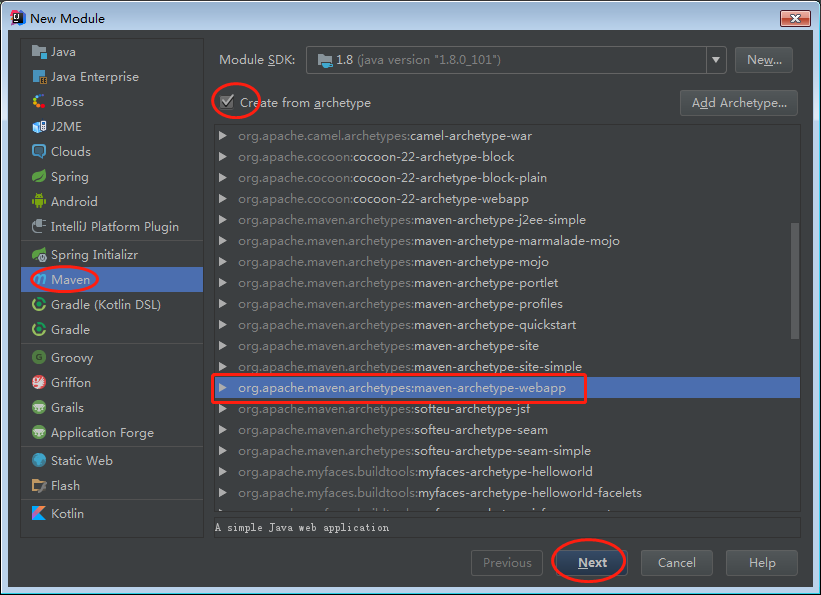 New Module
Java
Java Enterprise
JBoss
J2ME
Clouds
Spring
Android
IntelliJ Platform Plugin
Spring Initializr
Maven
Gradle (Kotlin DSL)
Gradle
Groovy
Griffon
Grails
Application Forge
Static Web
Flash
Kotlin
Module SDK: 1.8 (java version "1.8.0_101") New...
Create from archetype Add Archetype...
org.apache.camel.archetypes:camel-archetype-war
org.apache.cocoon:cocoon-22-archetype-block
org.apache.cocoon:cocoon-22-archetype-block-plain
org.apache.cocoon:cocoon-22-archetype-webapp
org.apache.maven.archetypes:maven-archetype-j2ee-simple
org.apache.maven.archetypes:maven-archetype-marmalade-mojo
org.apache.maven.archetypes:maven-archetype-mojo
org.apache.maven.archetypes:maven-archetype-portlet
org.apache.maven.archetypes:maven-archetype-profiles
org.apache.maven.archetypes:maven-archetype-quickstart
org.apache.maven.archetypes:maven-archetype-site
org.apache.maven.archetypes:maven-archetype-site-simple
org.apache.maven.archetypes:maven-archetype-webapp
org.apache.maven.archetypes:softeu-archetype-jsf
org.apache.maven.archetypes:softeu-archetype-seam
org.apache.maven.archetypes:softeu-archetype-seam-simple
org.apache.myfaces.buildtools:myfaces-archetype-helloworld
org.apache.myfaces.buildtools:myfaces-archetype-helloworld-facelets
A simple Java web application
Previous Next Cancel Help